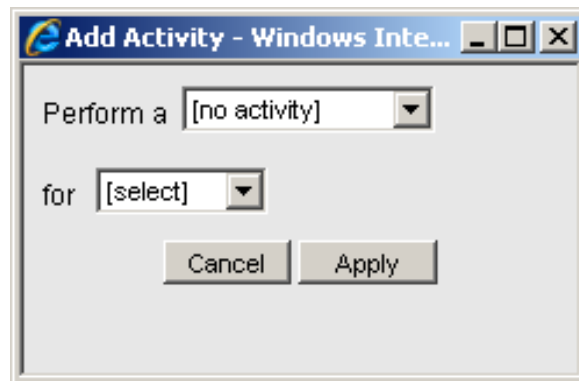 Add Activity - Windows Inte...
Perform a [no activity]
for [select]
Cancel Apply